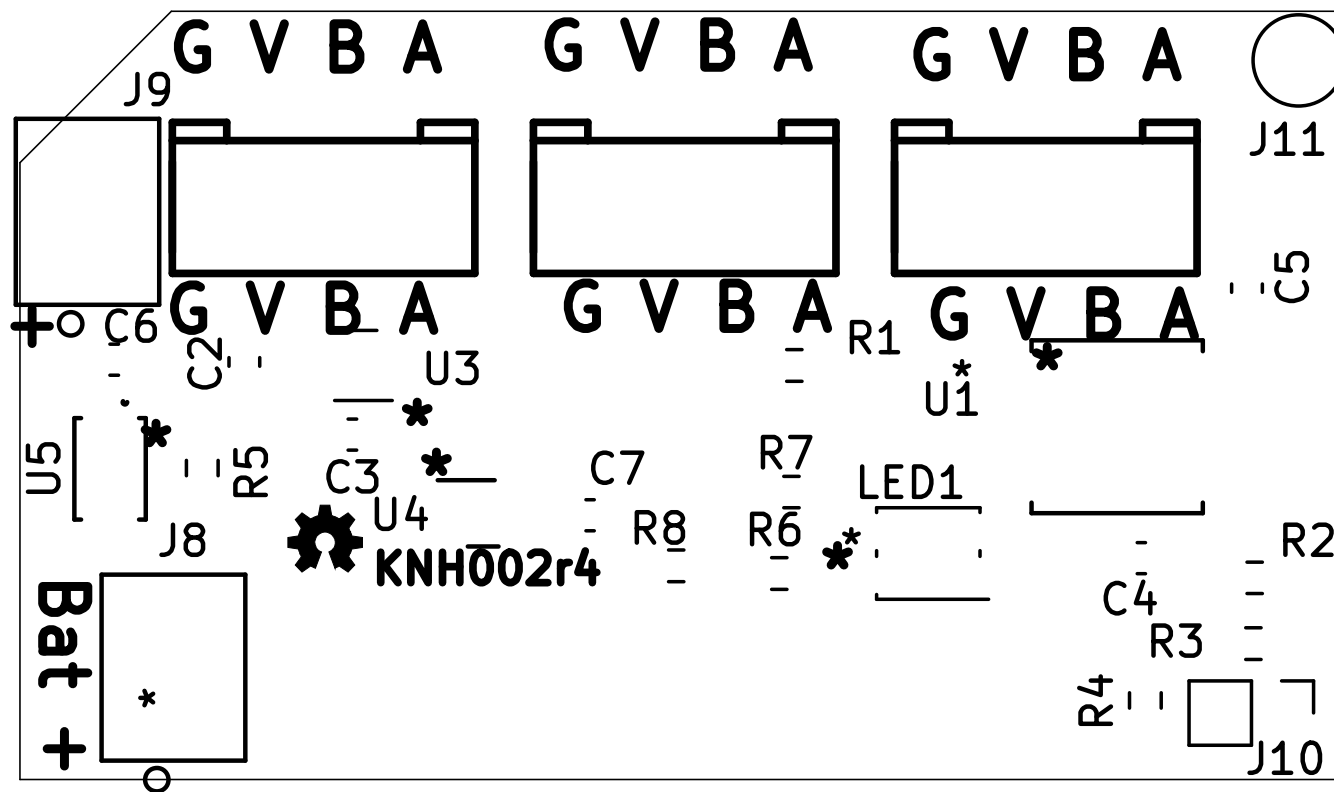 G V B A
G V B A
G V B A
J9
J11
C5
G V B A
G V B A
G V B A
+
C6
C2
U3
R1
U1
*
*
*
*
U5
R5
C3
*
C7
R7
LED1
U4
R8
R6
*
*
J8
KNH002r4
R2
Bat +
C4
R3
*
R4
J10